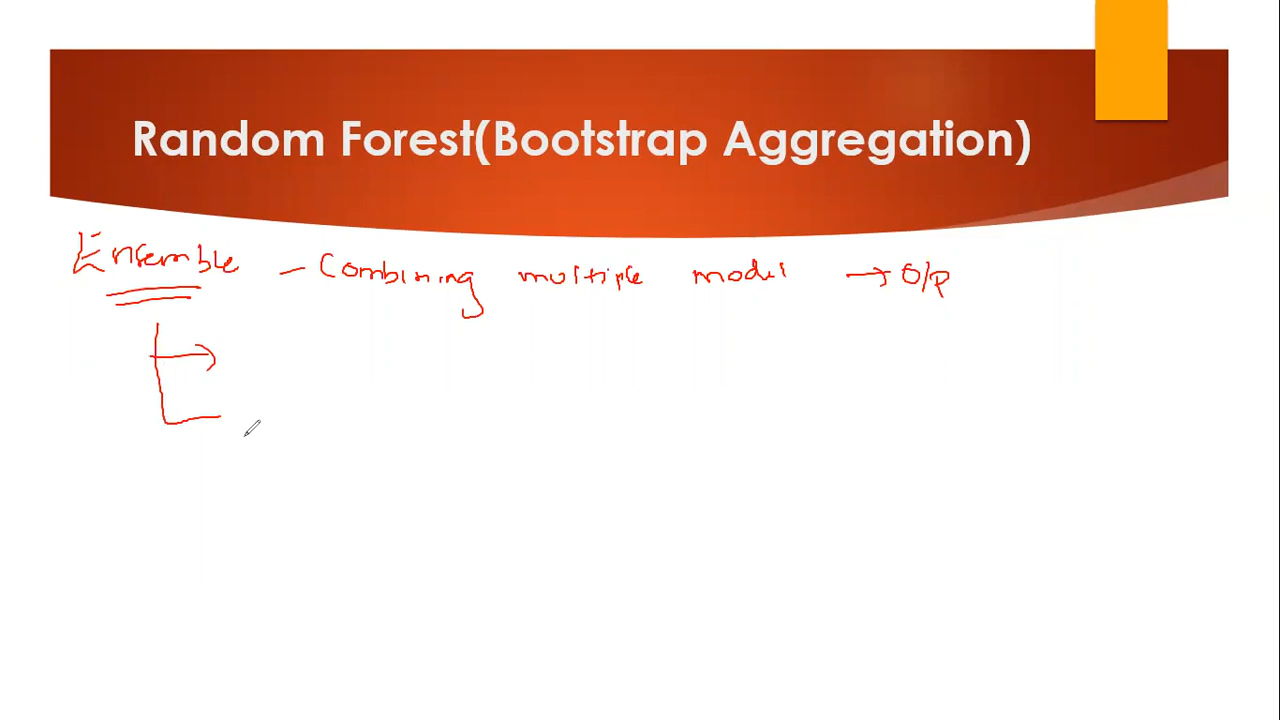 Random Forest(Bootstrap Aggregation)
Ensemble - Combining multiple model → O/P